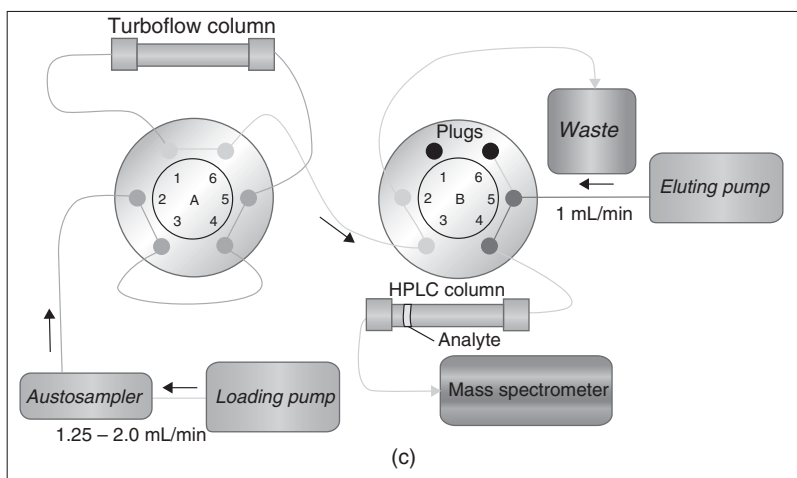 Turboflow column
Plugs
Waste
Eluting pump
1 mL/min
1 6
2 A 5
3 4
1 6
2 B 5
3 4
HPLC column
Analyte
Austosampler
Loading pump
Mass spectrometer
1.25 – 2.0 mL/min
(c)